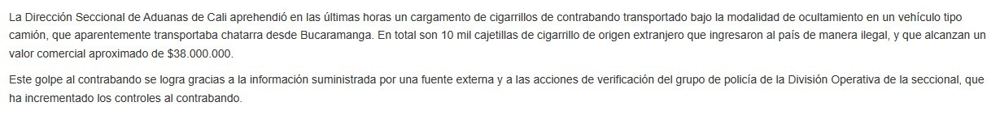 La Dirección Seccional de Aduanas de Cali aprehendió en las últimas horas un cargamento de cigarrillos de contrabando transportado bajo la modalidad de ocultamiento en un vehículo tipo
camión, que aparentemente transportaba chatarra desde Bucaramanga. En total son 10 mil cajetillas de cigarrillo de origen extranjero que ingresaron al país de manera ilegal, y que alcanzan un
valor comercial aproximado de $38.000.000.
Este golpe al contrabando se logra gracias a la información suministrada por una fuente externa y a las acciones de verificación del grupo de policía de la División Operativa de la seccional, que
ha incrementado los controles al contrabando.